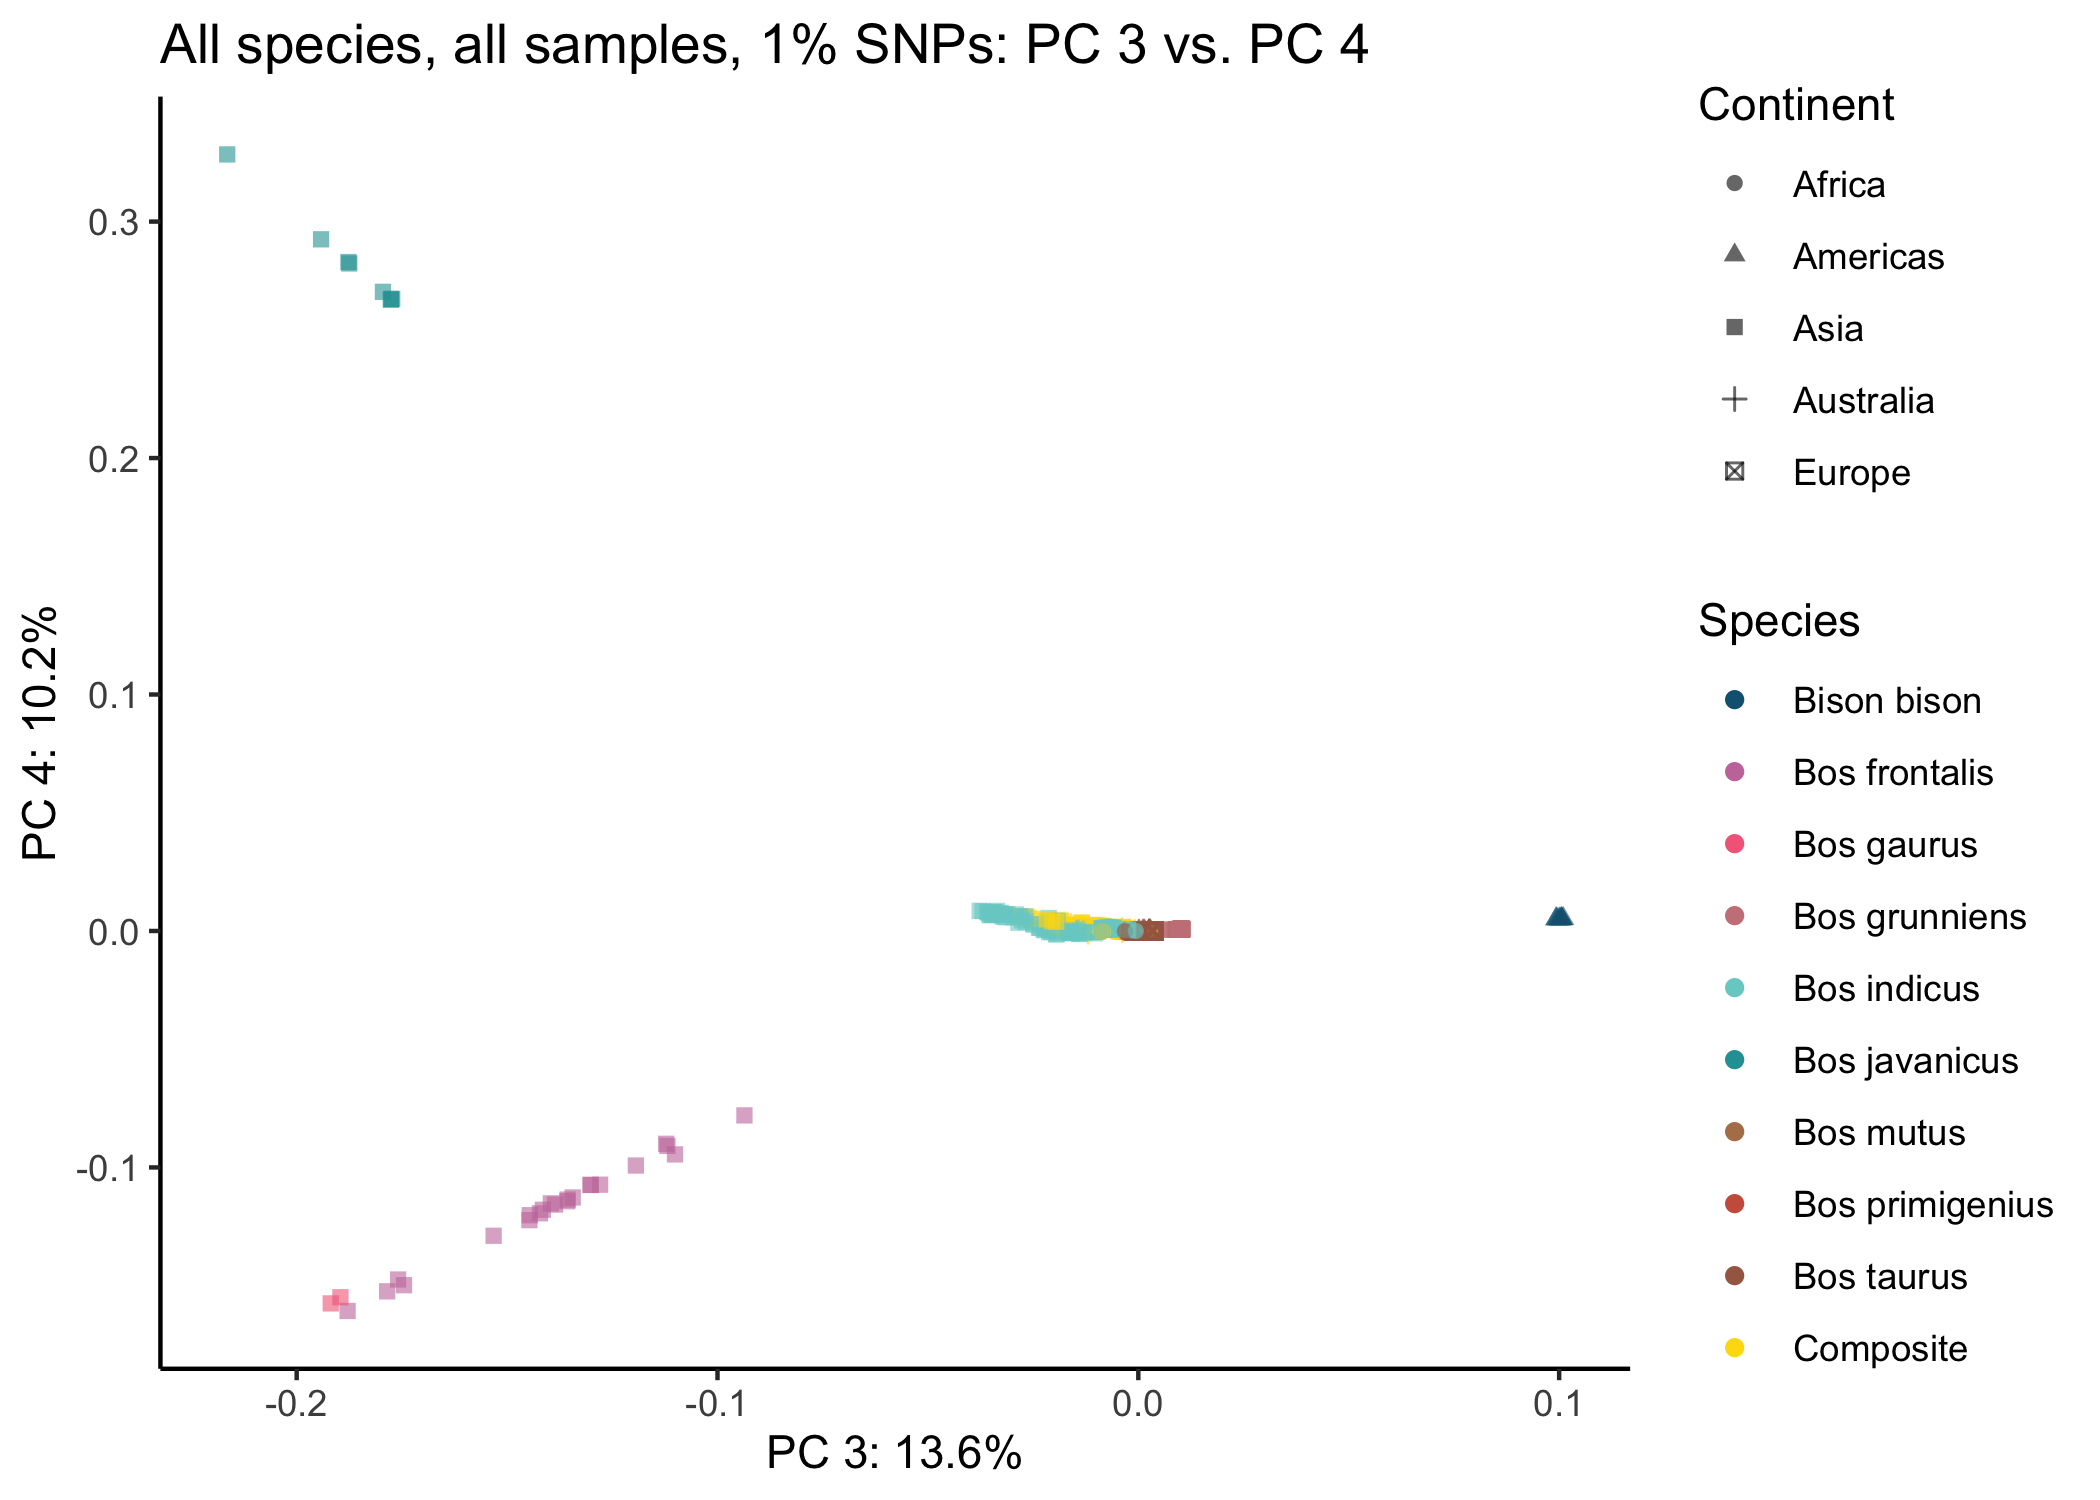 All species, all samples, 1% SNPs: PC 3 vs. PC 4
PC 4: 10.2%
0.3
0.2
0.1
0.0
-0.1
-0.2
-0.1
0.0
0.1
PC 3: 13.6%
Continent
Africa
Americas
Asia
Australia
Europe
Species
Bison bison
Bos frontalis
Bos gaurus
Bos grunniens
Bos indicus
Bos javanicus
Bos mutus
Bos primigenius
Bos taurus
Composite